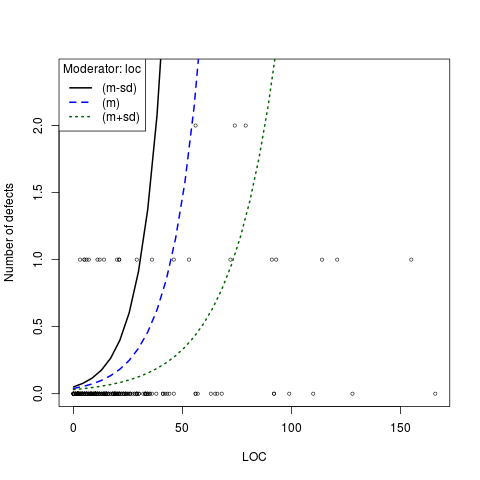 Moderator: loc
(m-sd)
(m)
(m+sd)
Number of defects
2.0
1.5
1.0
0.5
0.0
0 50 100 150
LOC